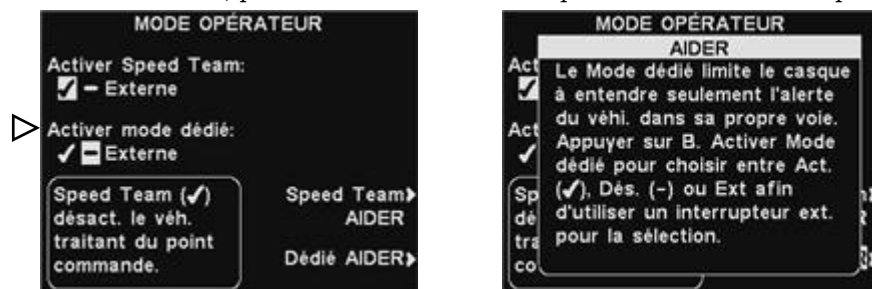 MODE OPÉRATEUR
Activer Speed Team:
✓ – Externe
Activer mode dédié:
✓ – Externe
Speed Team (✓)
désact. le véh.
traitant du point
commande.
Speed Team
AIDER
Dédié AIDER
MODE OPÉRATEUR
AIDER
Le Mode dédié limite le casque
à entendre seulement l'alerte
du véhi. dans sa propre voie.
Appuyer sur B. Activer Mode
dédié pour choisir entre Act.
(✓), Dés. (–) ou Ext afin
d'utiliser un interrupteur ext.
pour la sélection.